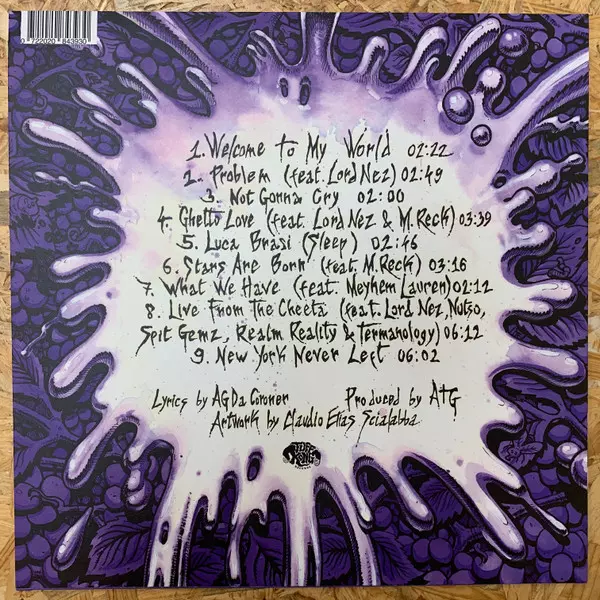 0 722020 843830
1. Welcome to My World 02:22
2. Problem (feat. Lord Nez) 02:49
3. Not Gonna Cry 02:00
4. Ghetto Love (feat. Lord Nez & M. Reck) 03:39
5. Luca Brasi (Sleep) 02:46
6. Stars Are Born (feat. M. Reck) 03:16
7. What We Have (feat. Meyhem Lauren) 02:12
8. Live From The Cheeta (feat. Lord Nez, Nutso,
Spit Gemz, Realm Reality & Termanology) 06:12
9. New York Never Left 06:02
Lyrics by AG Da Coroner Produced by ATG
Artwork by Claudio Elias Scialabba